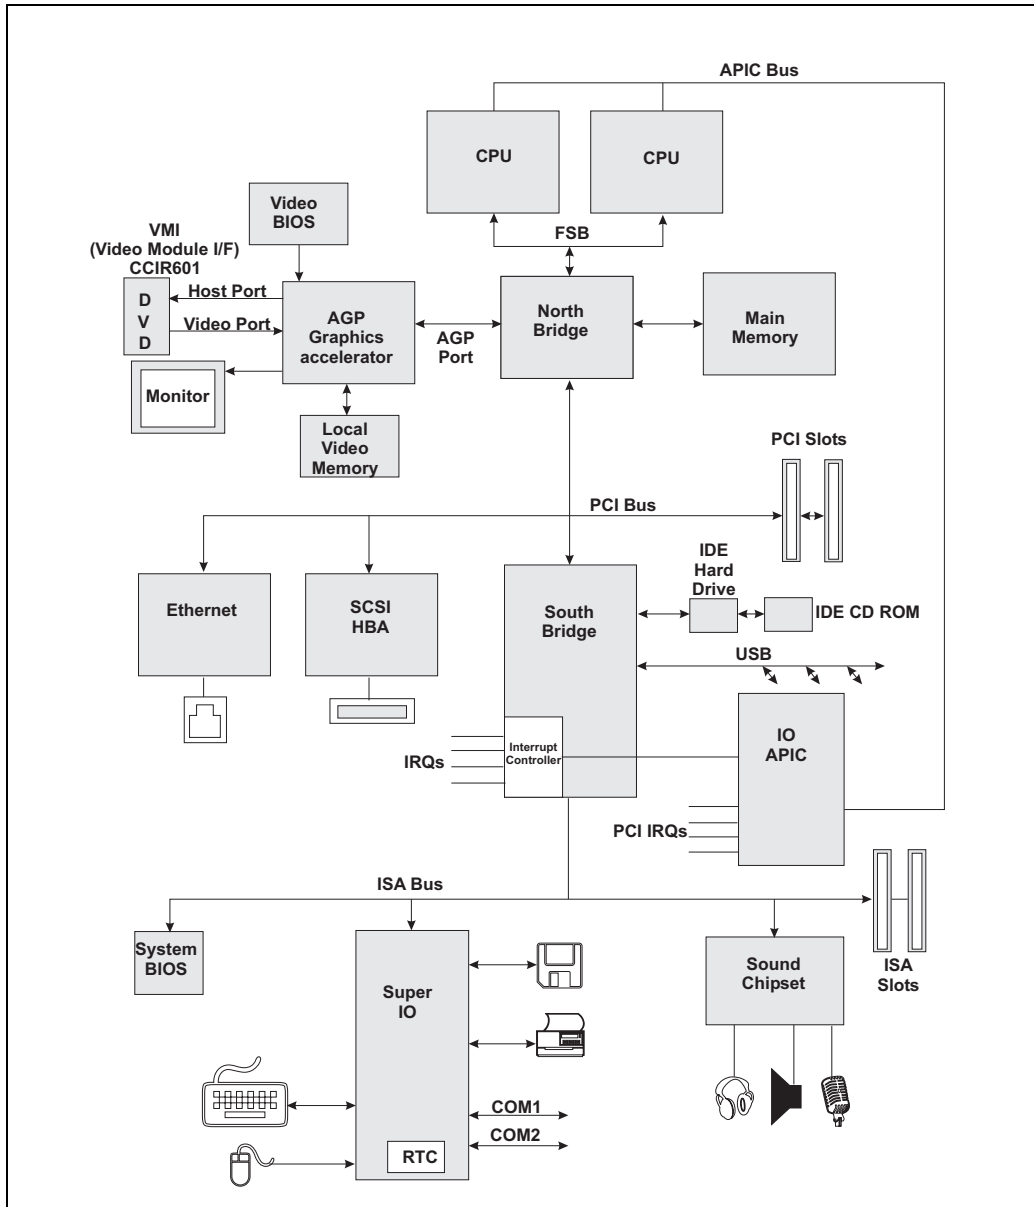 APIC Bus
CPU
CPU
Video
BIOS
VMI
(Video Module I/F)
CCIR601
FSB
D
V
D
Host Port
Video Port
AGP
Graphics
accelerator
AGP
Port
North
Bridge
Main
Memory
Monitor
Local
Video
Memory
PCI Slots
PCI Bus
Ethernet
SCSI
HBA
South
Bridge
IDE
Hard
Drive
IDE CD ROM
USB
IO
APIC
Interrupt
Controller
IRQs
PCI IRQs
ISA Bus
System
BIOS
Super
IO
Sound
Chipset
ISA
Slots
COM1
COM2
RTC